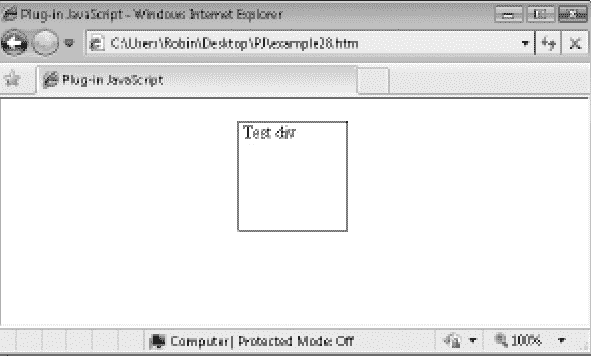 Plug-in JavaScript - Windows Internet Explorer
C:\Users\Robin\Desktop\PJ\example28.htm
Plug-in JavaScript
Test div
Computer | Protected Mode: Off
100%